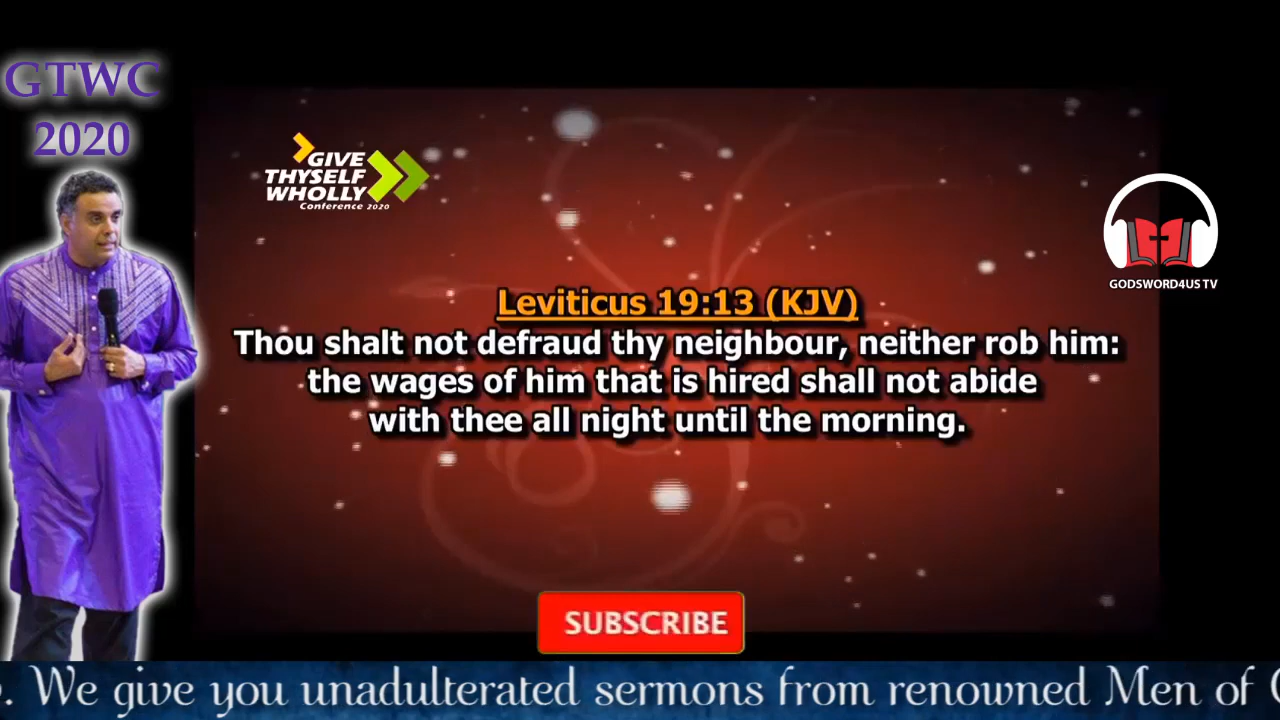 GTWC
2020
GIVE
THYSELF
WHOLLY
Conference 2020
GODSWORD4US TV
Leviticus 19:13 (KJV)
Thou shalt not defraud thy neighbour, neither rob him:
the wages of him that is hired shall not abide
with thee all night until the morning.
SUBSCRIBE
. We give you unadulterated sermons from renowned Men of